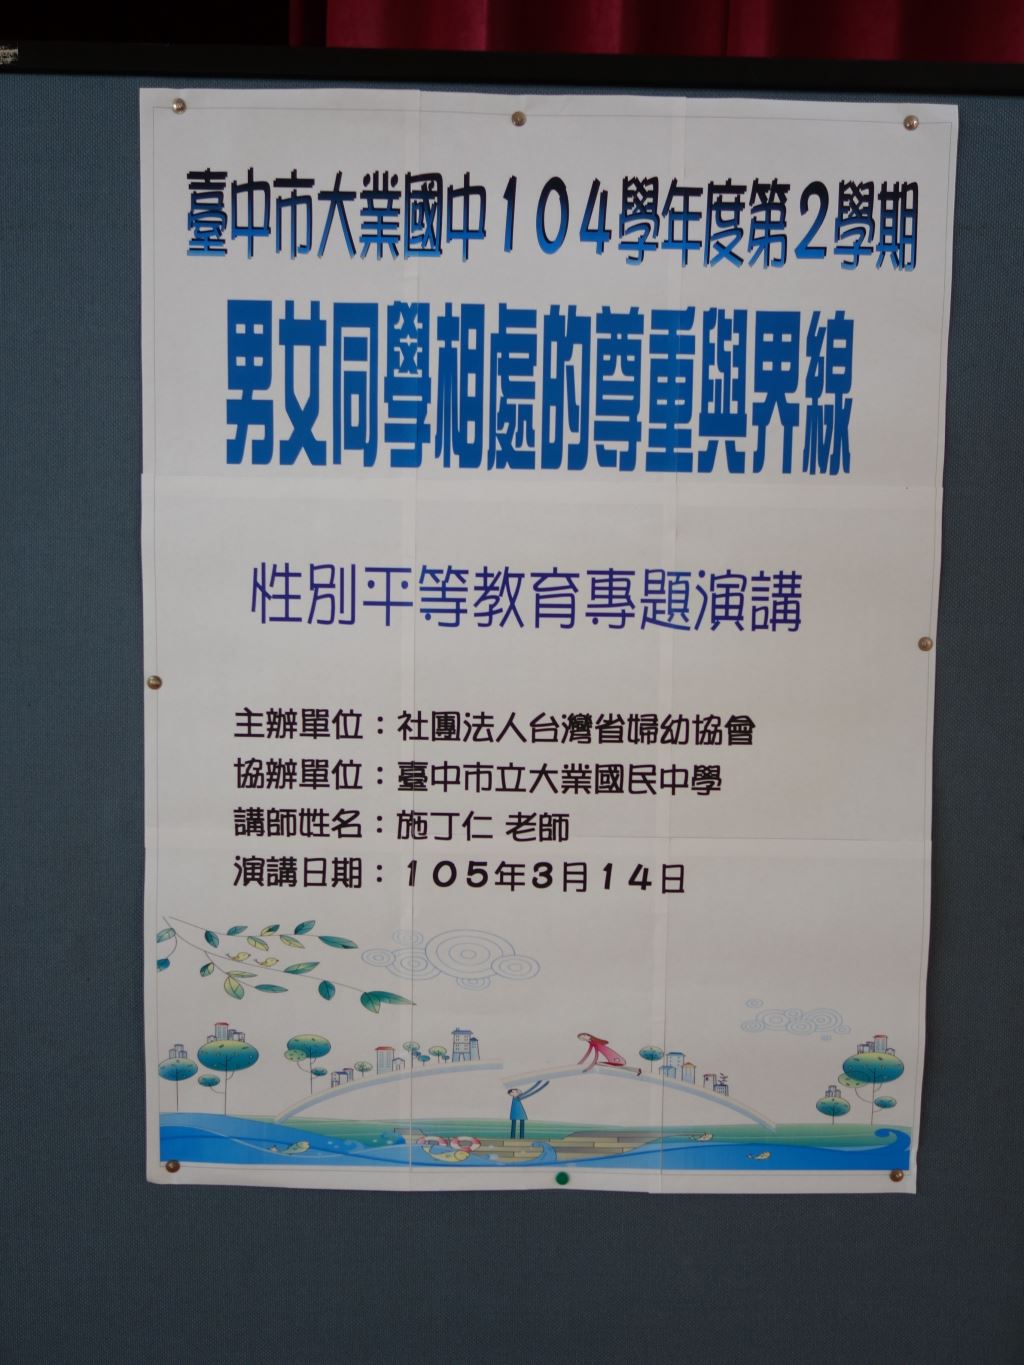 臺中市大業國中104學年度第2學期
男女同學相處的尊重與界線
性別平等教育專題演講
主辦單位：社團法人台灣省婦幼協會
協辦單位：臺中市立大業國民中學
講師姓名：施丁仁 老師
演講日期：105年3月14日